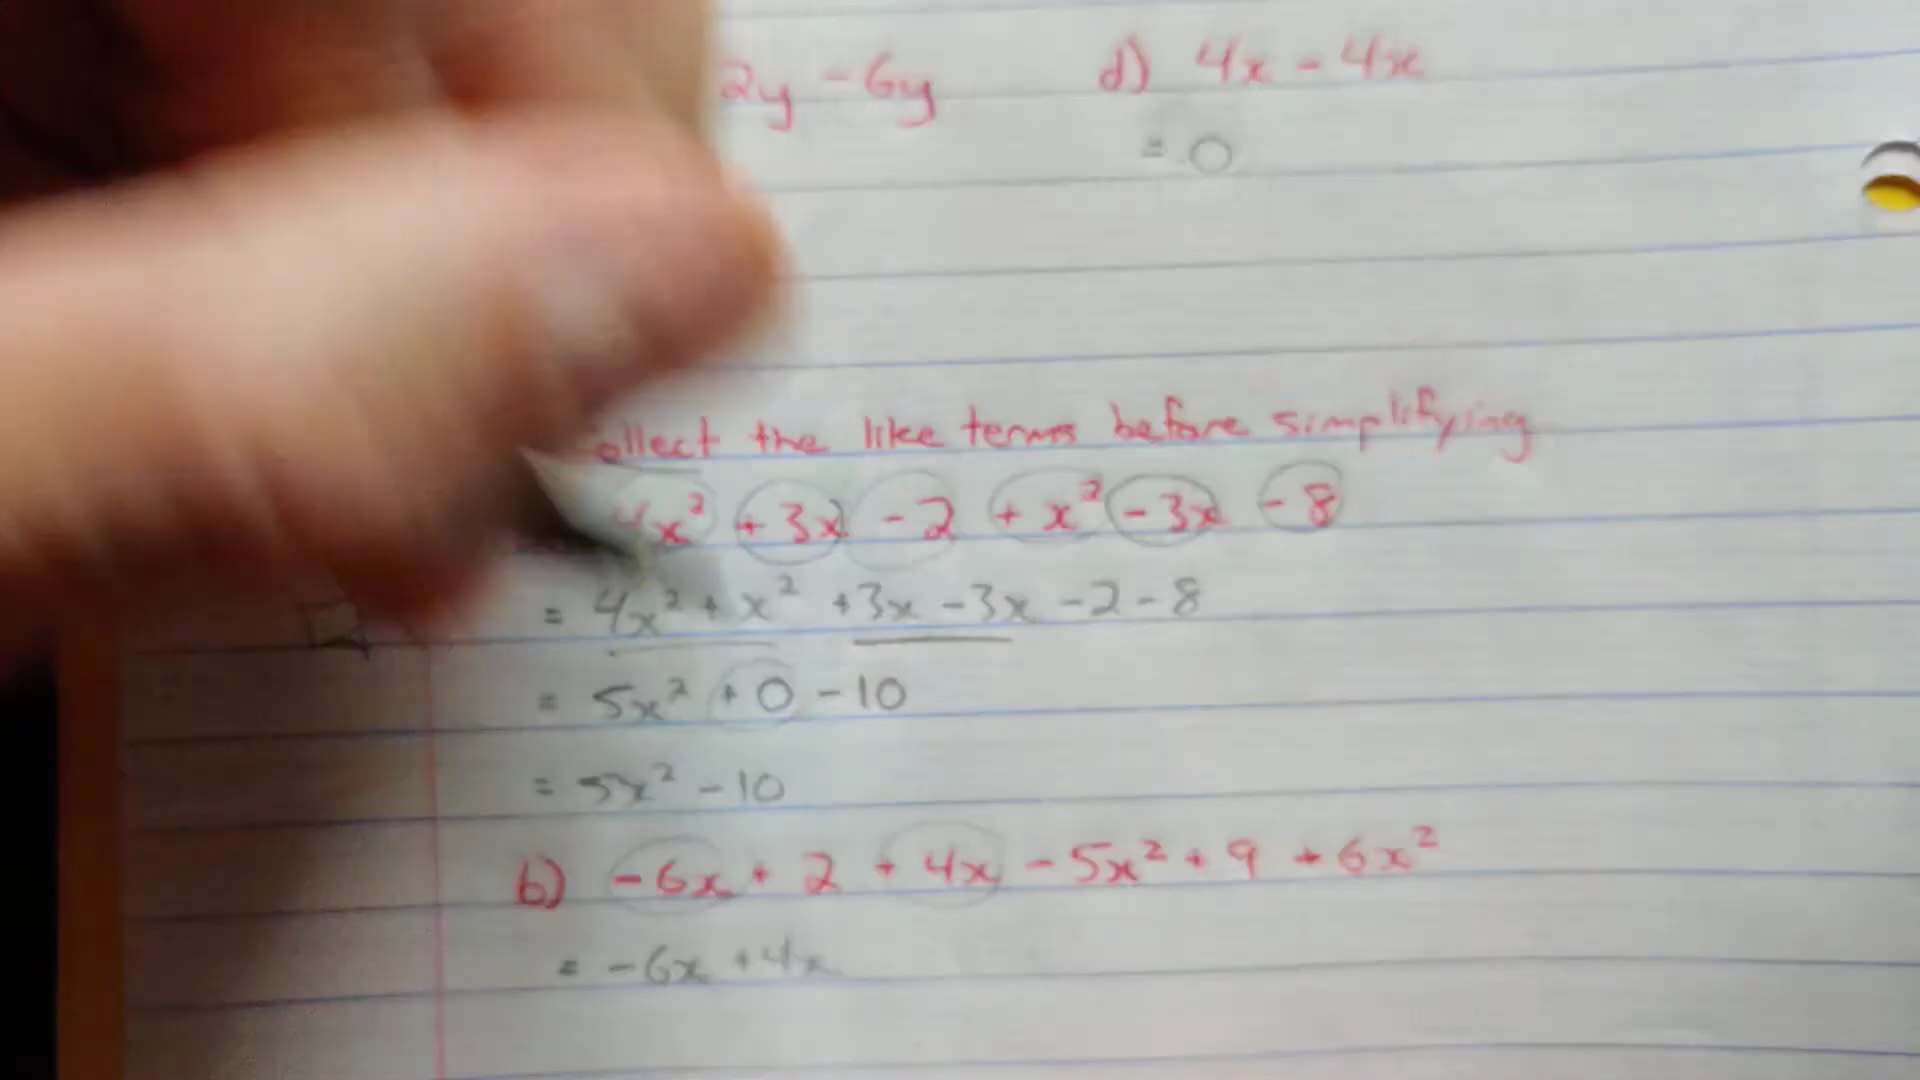 2y - 6y d) 4x - 4x
= 0
ollect the like terms before simplifying
4x² + 3x - 2 + x² - 3x - 8
= 4x² + x² + 3x - 3x - 2 - 8
= 5x² + 0 - 10
= 5x² - 10
b) - 6x + 2 + 4x - 5x² + 9 + 6x²
= - 6x + 4x